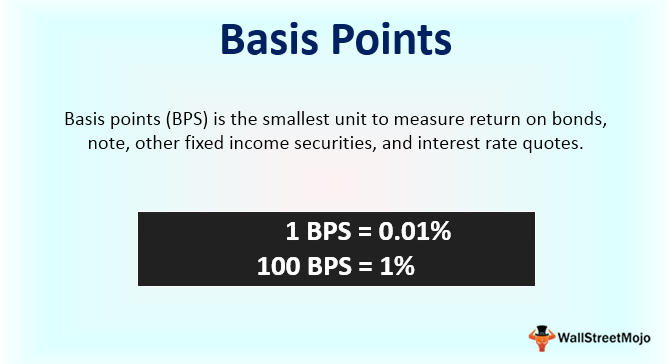 Basis Points
Basis points (BPS) is the smallest unit to measure return on bonds,
note, other fixed income securities, and interest rate quotes.
1 BPS = 0.01%
100 BPS = 1%
WallStreetMojo